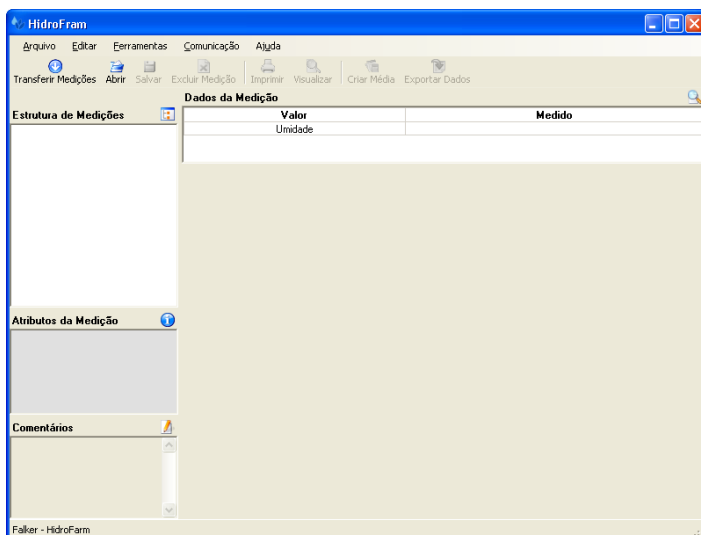 HidroFram
Arquivo Editar Ferramentas Comunicação Ajuda
Transferir Medições Abrir Salvar Excluir Medição Imprimir Visualizar Criar Média Exportar Dados
Dados da Medição
Estrutura de Medições
Valor Medido
Umidade
Atributos da Medição
Comentários
Falker - HidroFarm